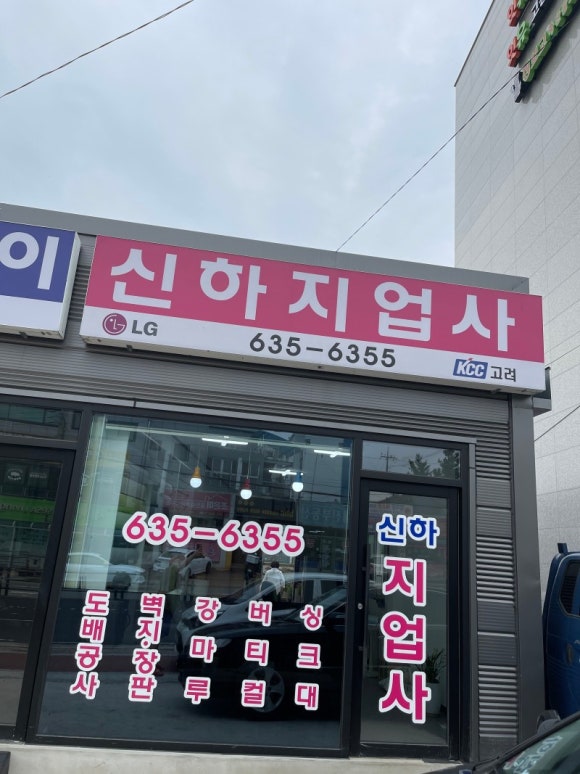 이
신하지업사
LG
635-6355
KCC 고려
635-6355
신하
지업사
도배공사
벽지·장판
강마루
버티컬
싱크대